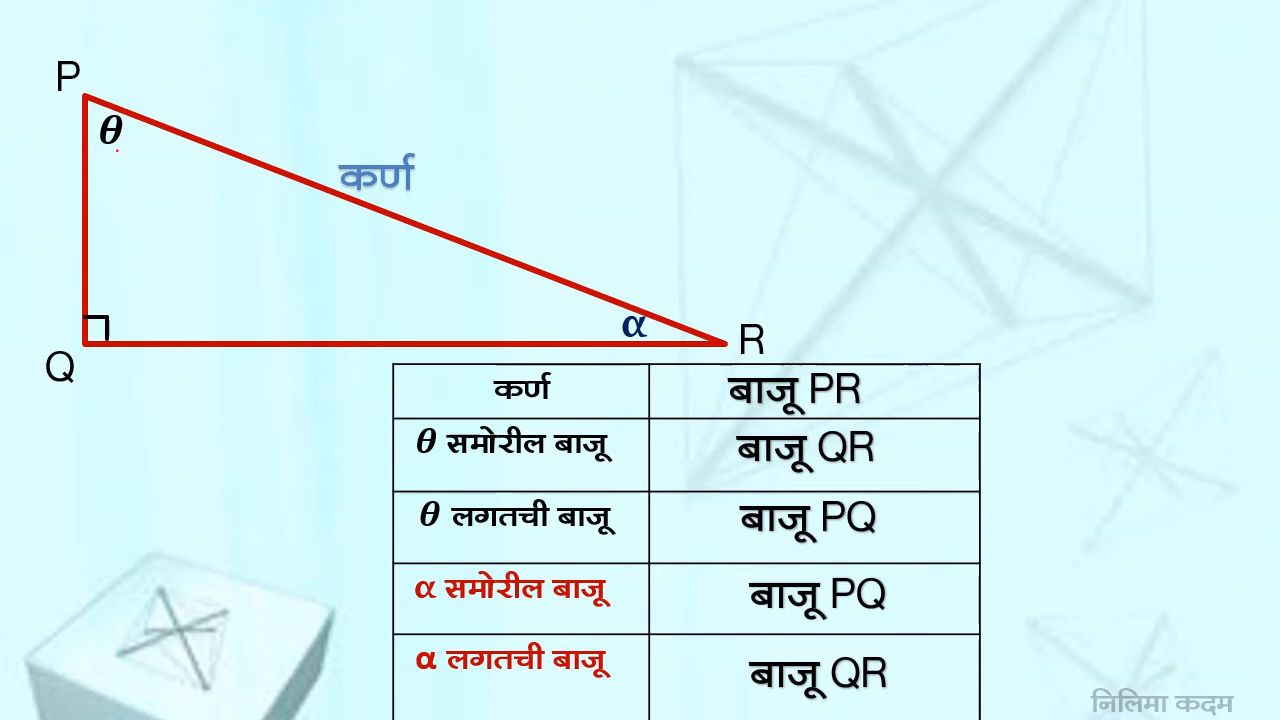 P
θ
कर्ण
α
R
Q
कर्ण बाजू PR
θ समोरील बाजू बाजू QR
θ लगतची बाजू बाजू PQ
α समोरील बाजू बाजू PQ
α लगतची बाजू बाजू QR
निलिमा कदम